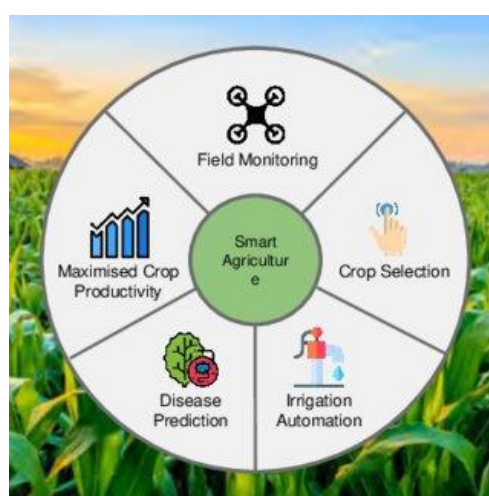 Field Monitoring
Smart
Agricultur
e
Crop Selection
Maximised Crop
Productivity
Disease
Prediction
Irrigation
Automation